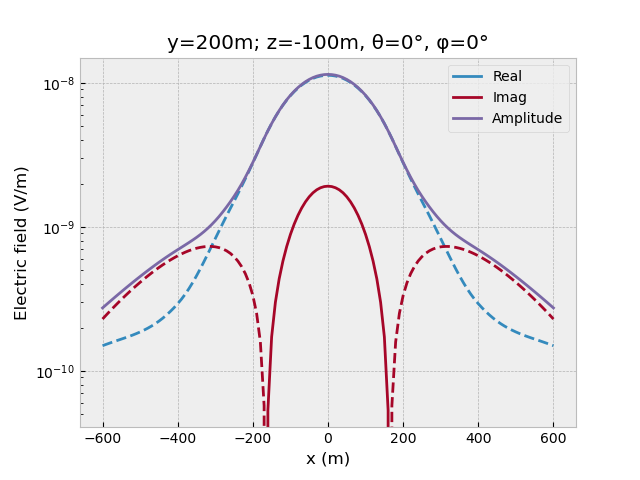 y=200m; z=-100m, θ=0°, φ=0°
Real
Imag
Amplitude
Electric field (V/m)
10⁻⁸
10⁻⁹
10⁻¹⁰
−600 −400 −200 0 200 400 600
x (m)